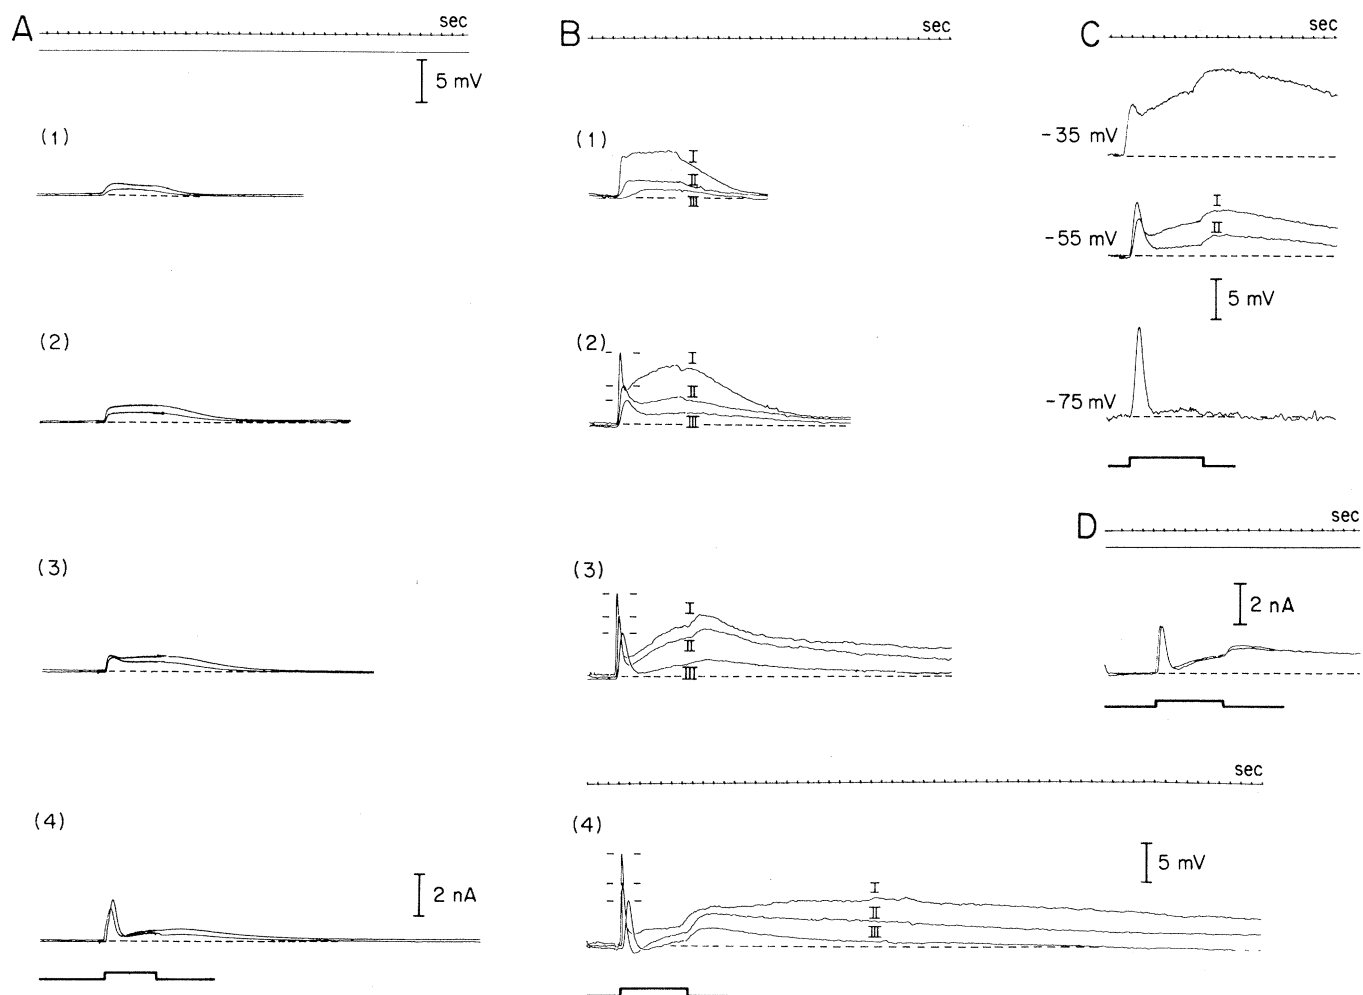 A
sec
5 mV
(1)
(2)
(3)
(4)
2 nA
B
sec
(1)
I
II
III
(2)
I
II
III
(3)
I
II
III
sec
(4)
5 mV
I
II
III
C
sec
-35 mV
-55 mV
I
II
5 mV
-75 mV
D
sec
2 nA